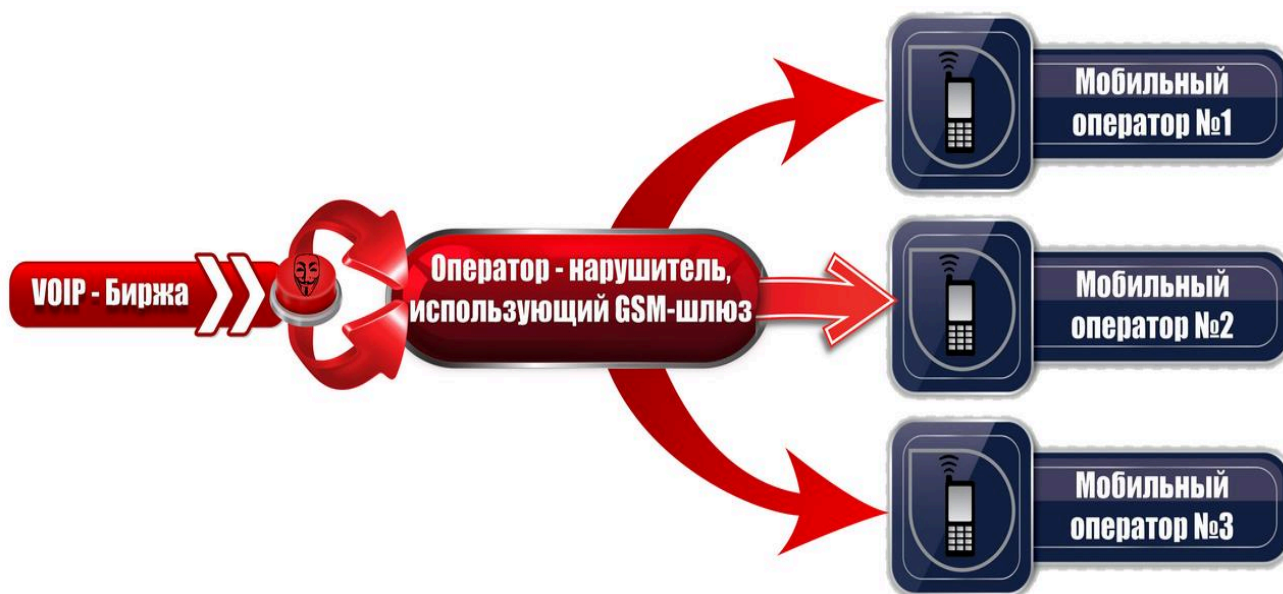 VOIP - Биржа
Оператор - нарушитель,
использующий GSM-шлюз
Мобильный
оператор №1
Мобильный
оператор №2
Мобильный
оператор №3